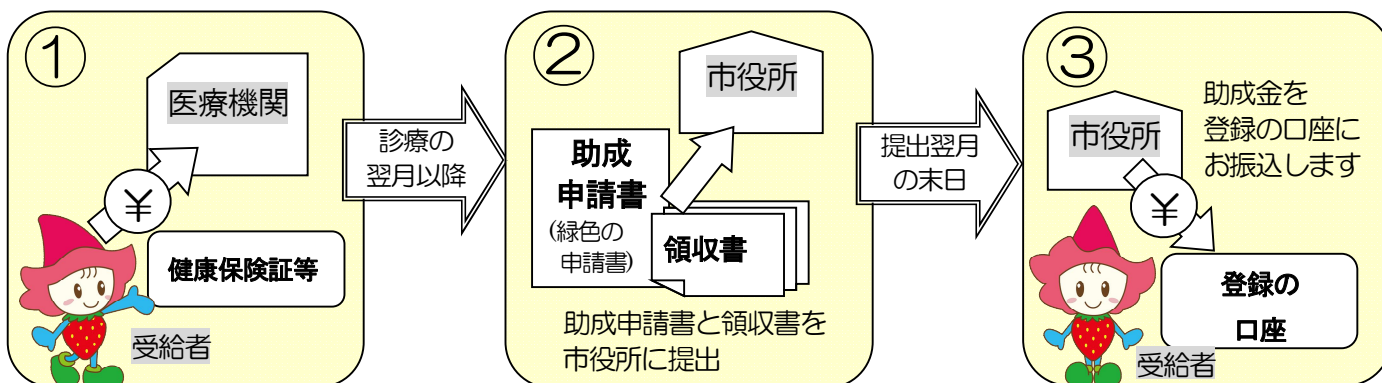 ①
医療機関
¥
健康保険証等
受給者
診療の
翌月以降
②
市役所
助成
申請書
(緑色の
申請書)
領収書
助成申請書と領収書を
市役所に提出
提出翌月
の末日
③
市役所
助成金を
登録の口座に
お振込します
¥
登録の
口座
受給者